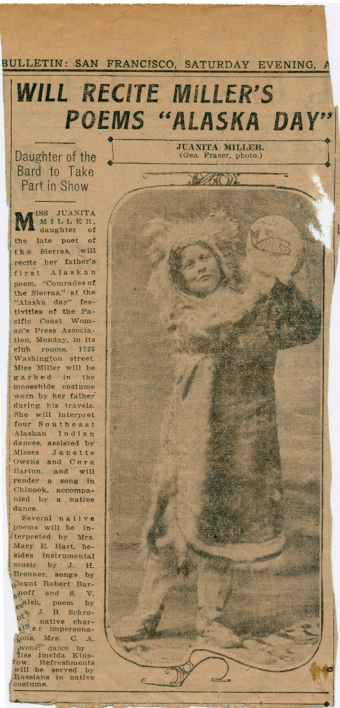 BULLETIN: SAN FRANCISCO, SATURDAY EVENING, A
WILL RECITE MILLER'S
POEMS "ALASKA DAY"
Daughter of the
Bard to Take
Part in Show
JUANITA MILLER.
(Geo. Fraser, photo.)
MISS JUANITA
MILLER,
daughter of
the late poet of
the Sierras, will
recite her father's
first Alaskan
poem, "Comrades of
the Sierras," at the
"Alaska day" fes-
tivities of the Pa-
cific Coast Wom-
an's Press Associa-
tion, Monday, in its
club rooms, 1725
Washington street.
Miss Miller will be
garbed in the
moosehide costume
worn by her father
during his travels.
She will interpret
four Southeast
Alaskan Indian
dances, assisted by
Misses Janette
Owens and Cora
Barton, and will
render a song in
Chinook, accompa-
nied by a native
dance.
Several native
poems will be in-
terpreted by Mrs.
Mary E. Hart, be-
sides instrumental
music by J. H.
Brenner, songs by
Count Robert Bar-
noff and S. V.
poem by
J. B. Schro-
native char-
impersona-
Mrs. C. A.
dance by
Miss Imelda Kins-
tow. Refreshments
will be served by
Russians in native
costume.